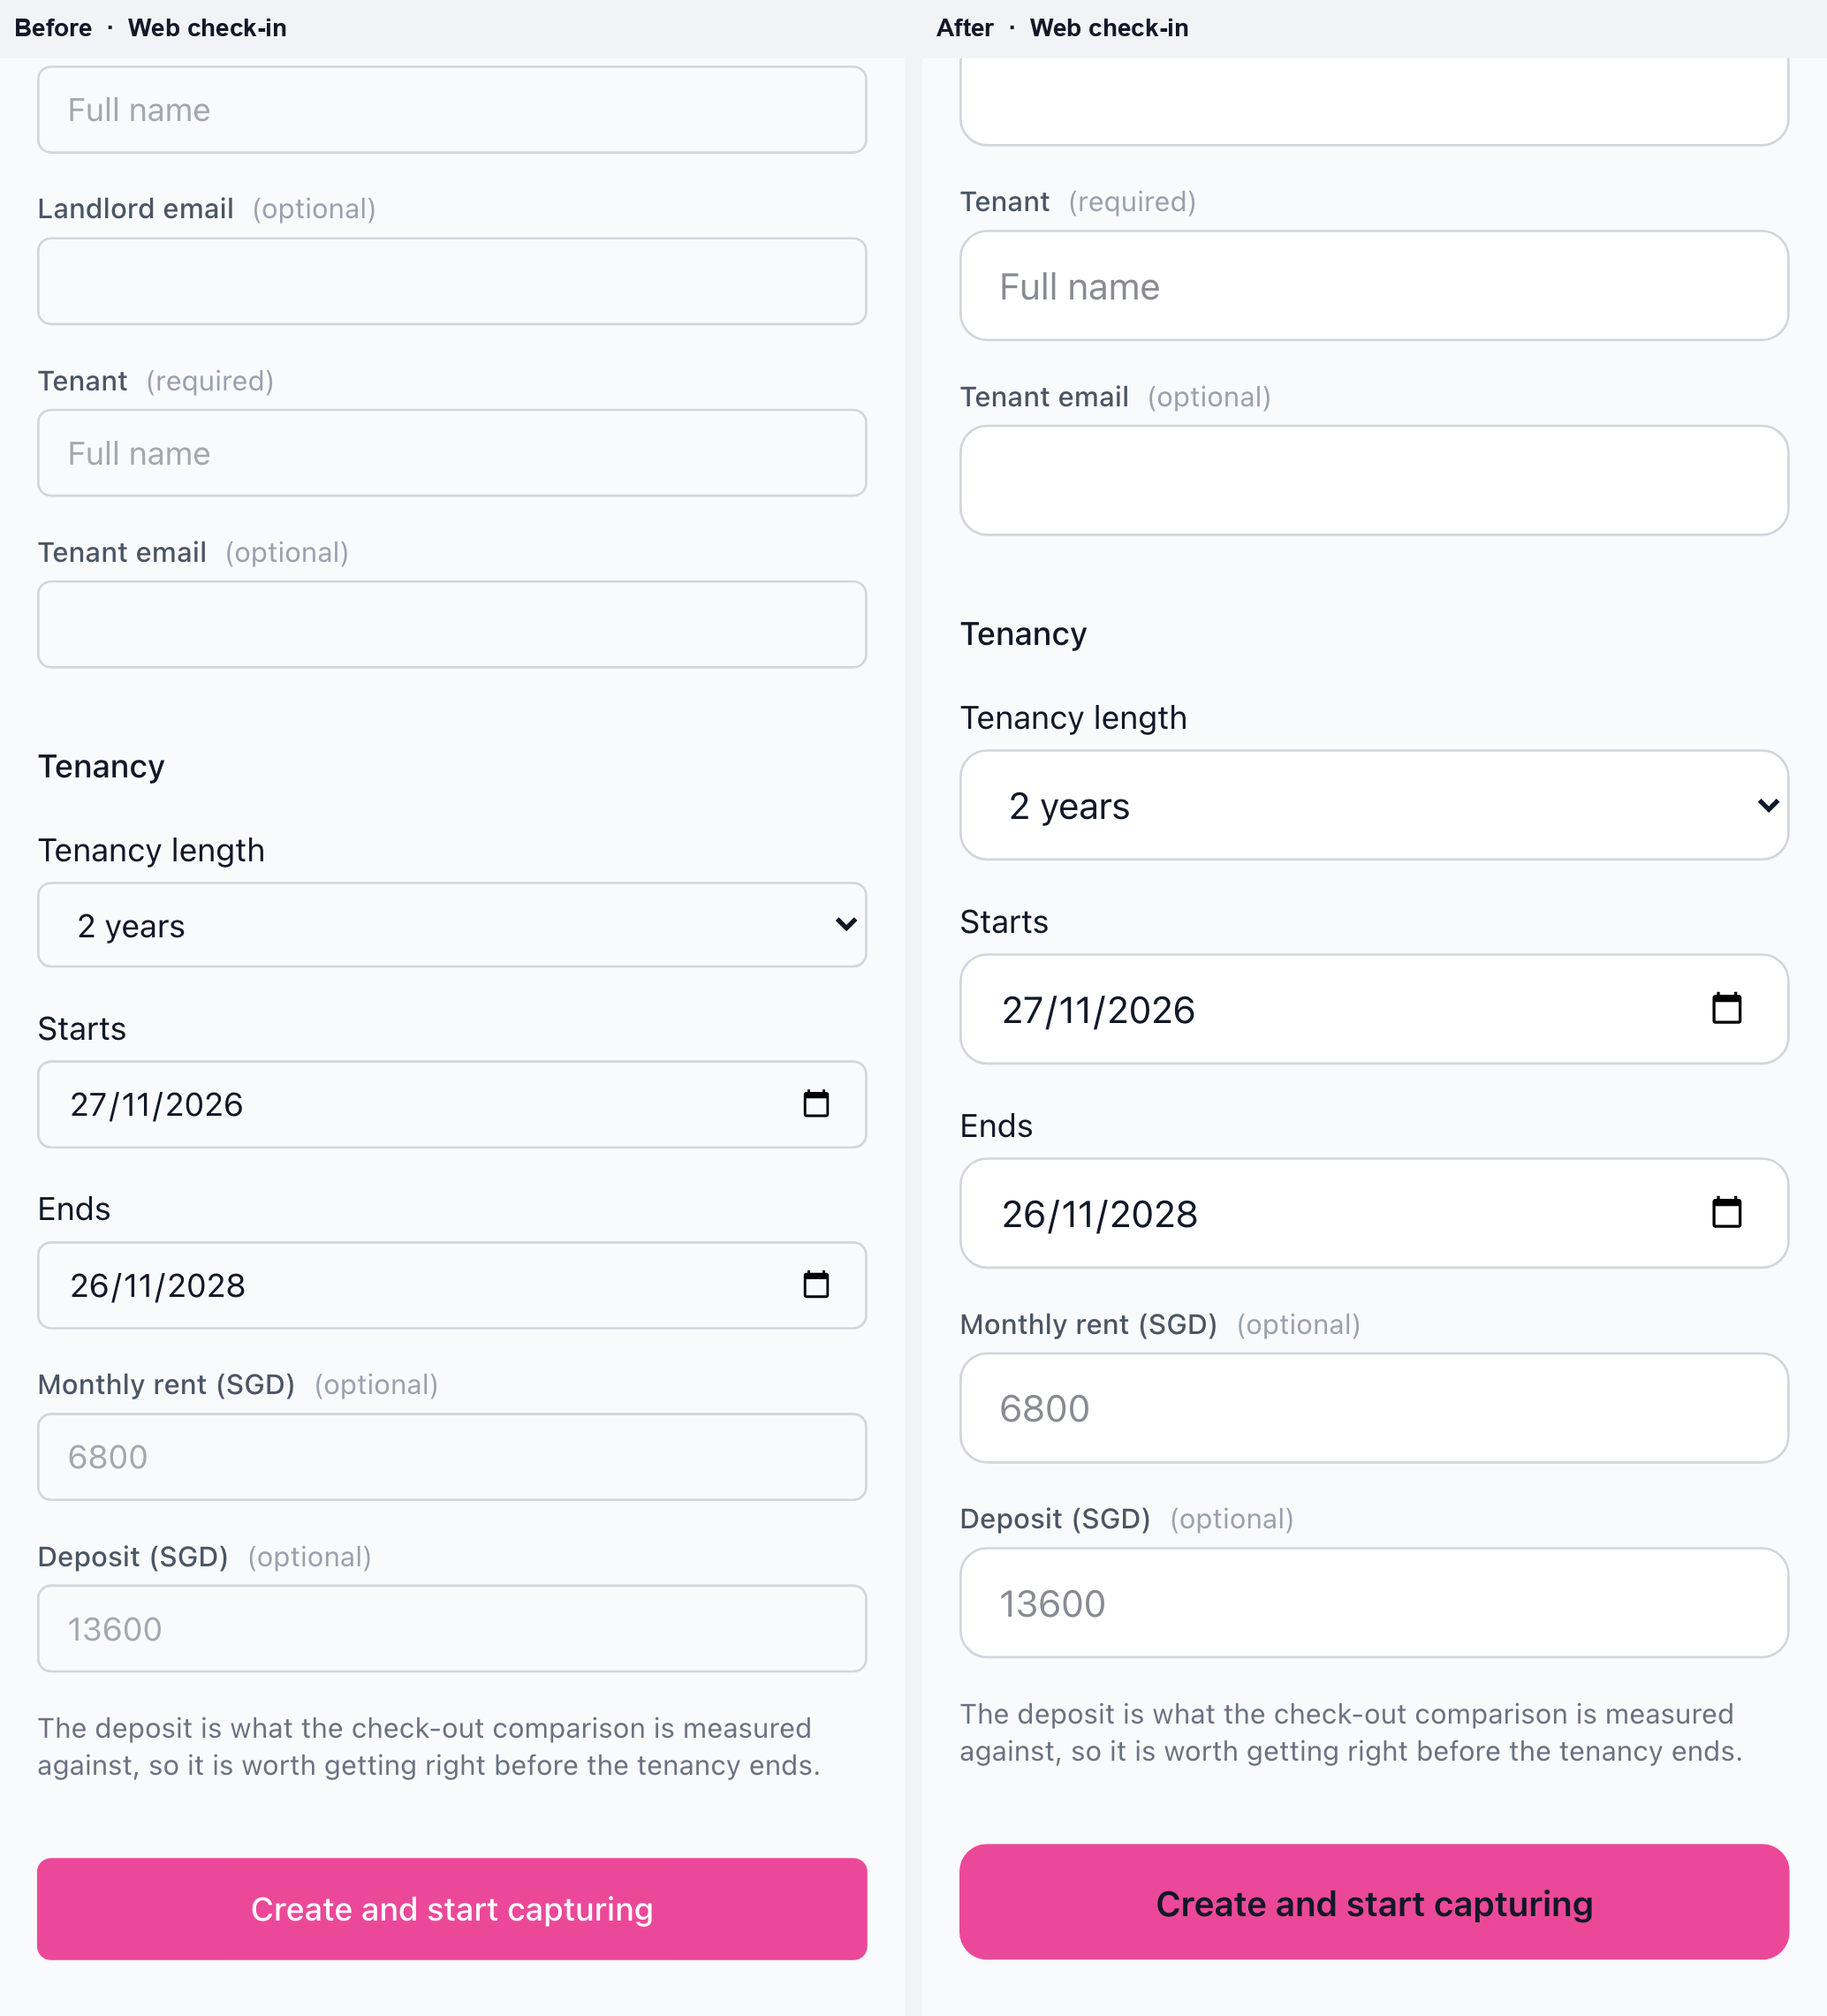 Before · Web check-in
Full name
Landlord email (optional)
Tenant (required)
Full name
Tenant email (optional)
Tenancy
Tenancy length
2 years
Starts
27/11/2026
Ends
26/11/2028
Monthly rent (SGD) (optional)
6800
Deposit (SGD) (optional)
13600
The deposit is what the check-out comparison is measured
against, so it is worth getting right before the tenancy ends.
Create and start capturing
After · Web check-in
Tenant (required)
Full name
Tenant email (optional)
Tenancy
Tenancy length
2 years
Starts
27/11/2026
Ends
26/11/2028
Monthly rent (SGD) (optional)
6800
Deposit (SGD) (optional)
13600
The deposit is what the check-out comparison is measured
against, so it is worth getting right before the tenancy ends.
Create and start capturing